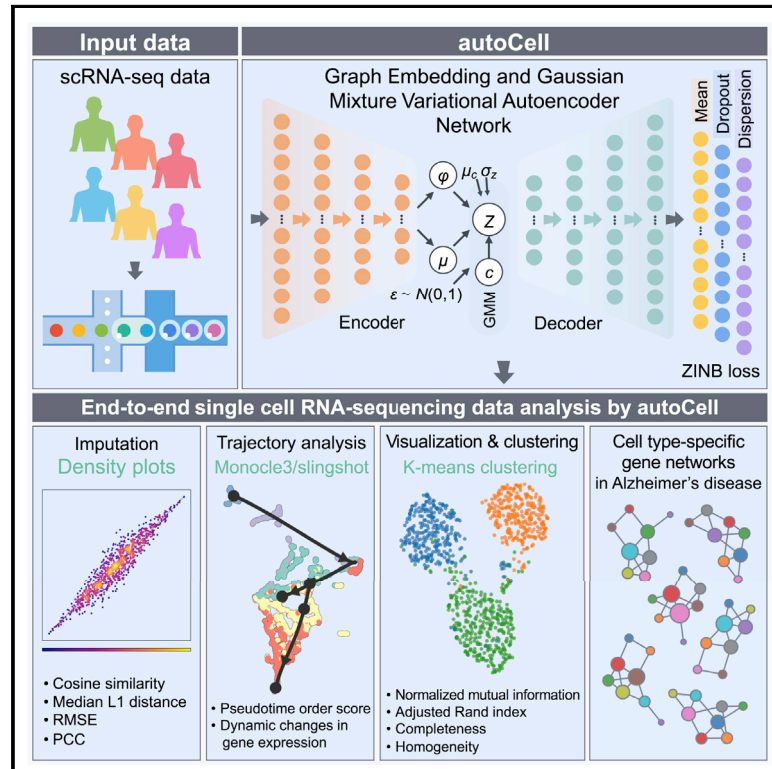 Input data
autoCell
scRNA-seq data
Graph Embedding and Gaussian
Mixture Variational Autoencoder
Network
Mean
Dropout
Dispersion
φ
μc σz
Z
μ
c
ε ~ N(0,1)
GMM
Encoder
Decoder
ZINB loss
End-to-end single cell RNA-sequencing data analysis by autoCell
Imputation
Density plots
• Cosine similarity
• Median L1 distance
• RMSE
• PCC
Trajectory analysis
Monocle3/slingshot
• Pseudotime order score
• Dynamic changes in
gene expression
Visualization & clustering
K-means clustering
• Normalized mutual information
• Adjusted Rand index
• Completeness
• Homogeneity
Cell type-specific
gene networks
in Alzheimer's disease